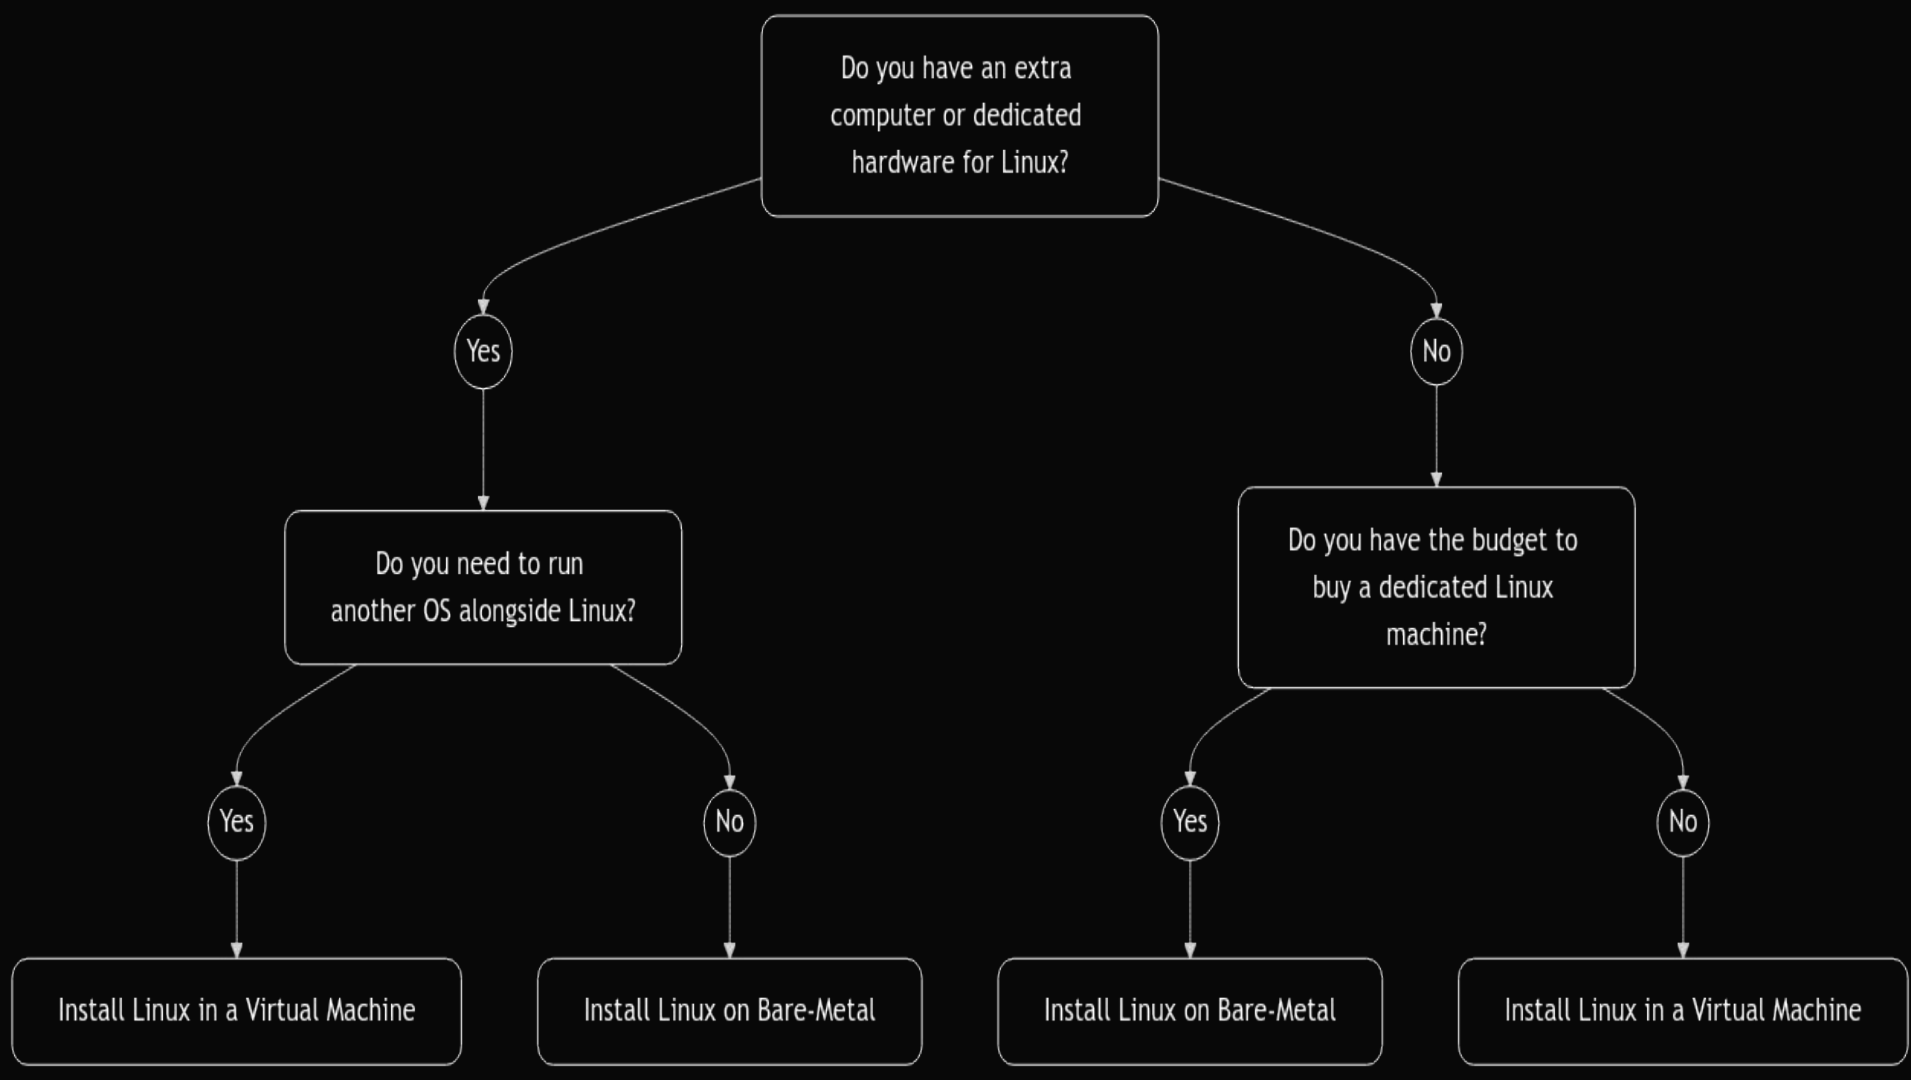 Do you have an extra
computer or dedicated
hardware for Linux?
Yes
No
Do you need to run
another OS alongside Linux?
Do you have the budget to
buy a dedicated Linux
machine?
Yes
No
Yes
No
Install Linux in a Virtual Machine
Install Linux on Bare-Metal
Install Linux on Bare-Metal
Install Linux in a Virtual Machine